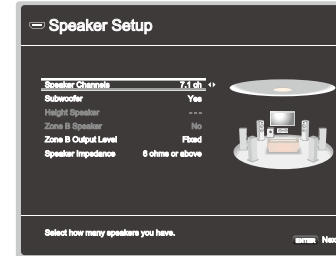 Speaker Setup
Speaker Channels 7.1 ch
Subwoofer Yes
Height Speaker ---
Zone B Speaker No
Zone B Output Level Fixed
Speaker Impedance 6 ohms or above
Select how many speakers you have.
ENTER Nex